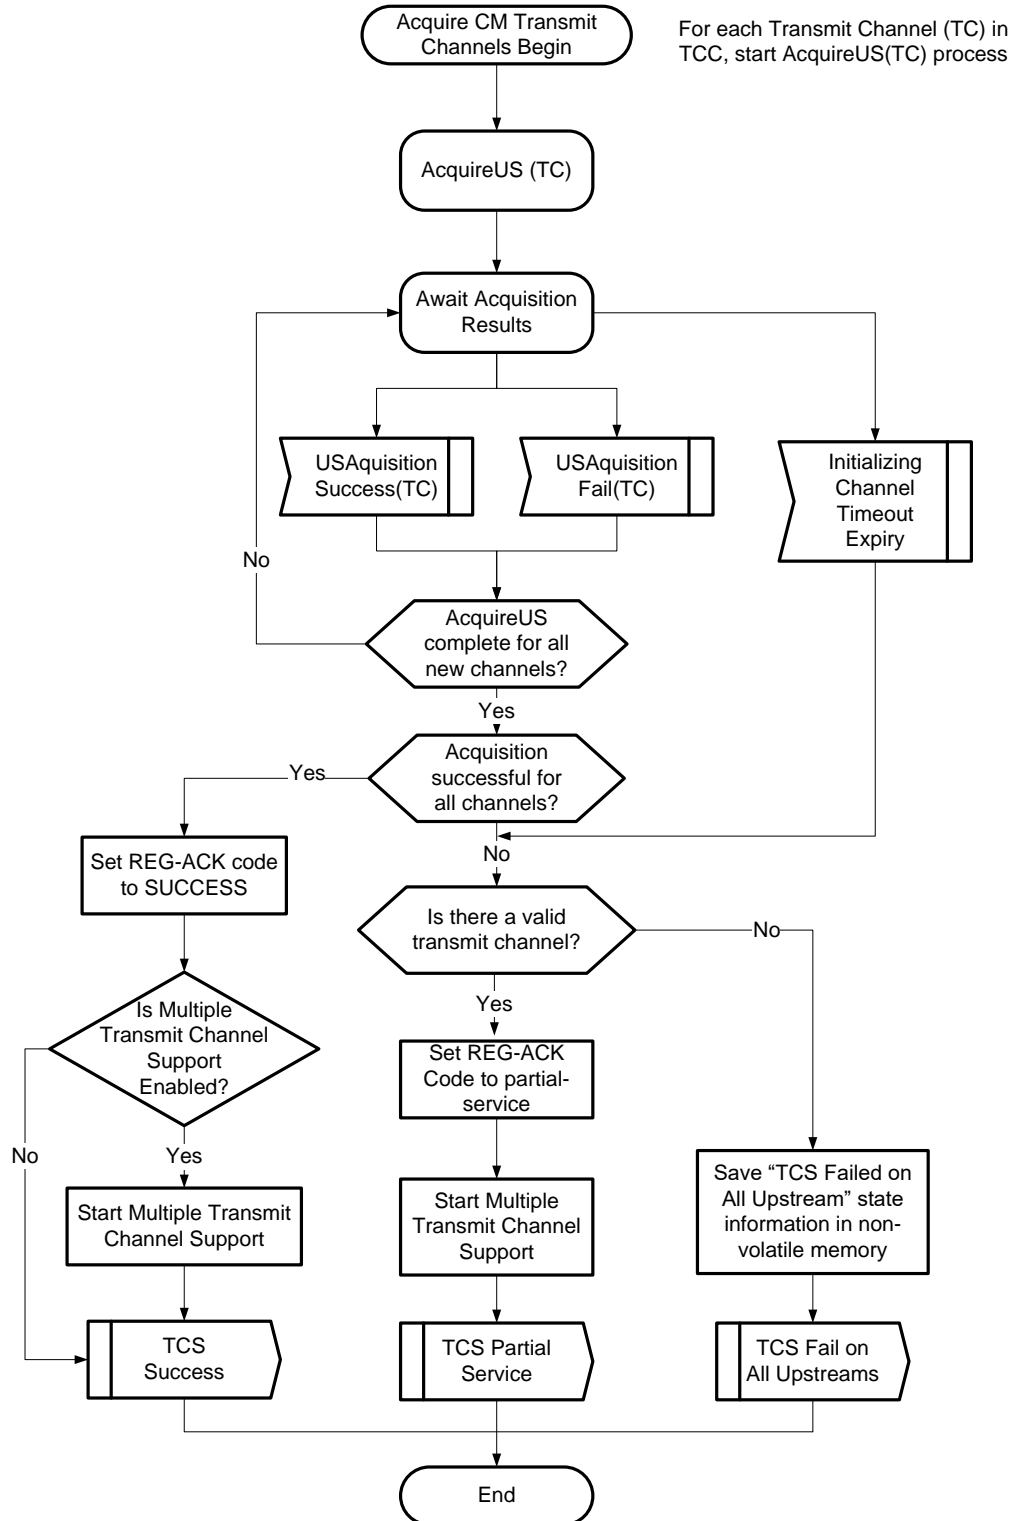 Acquire CM Transmit
Channels Begin
For each Transmit Channel (TC) in
TCC, start AcquireUS(TC) process
AcquireUS (TC)
Await Acquisition
Results
USAquisition
Success(TC)
USAquisition
Fail(TC)
Initializing
Channel
Timeout
Expiry
No
AcquireUS
complete for all
new channels?
Yes
Acquisition
successful for
all channels?
Yes
No
Set REG-ACK code
to SUCCESS
Is there a valid
transmit channel?
No
Yes
Is Multiple
Transmit Channel
Support
Enabled?
Set REG-ACK
Code to partial-
service
No
Yes
Start Multiple Transmit
Channel Support
Start Multiple
Transmit Channel
Support
Save “TCS Failed on
All Upstream” state
information in non-
volatile memory
TCS
Success
TCS Partial
Service
TCS Fail on
All Upstreams
End